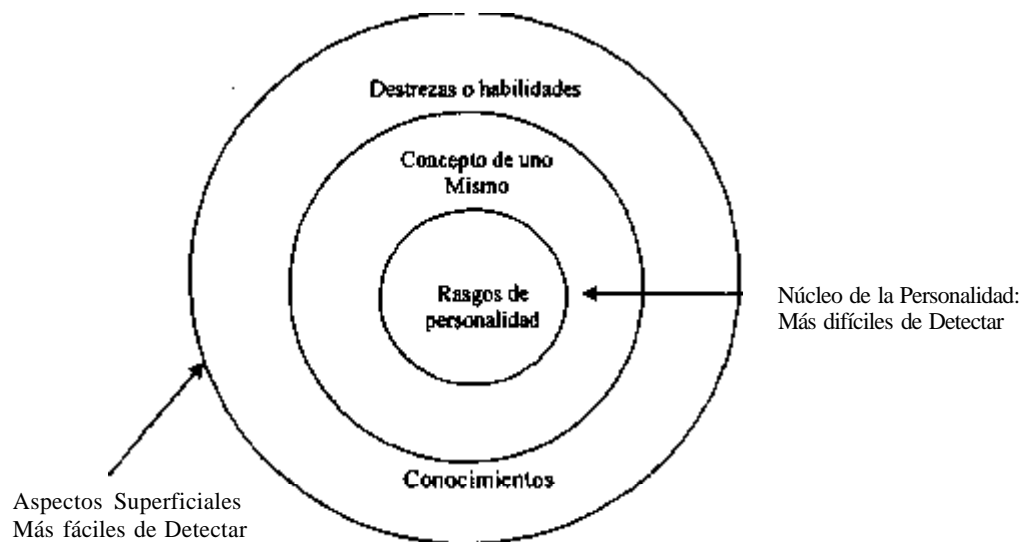 Destrezas o habilidades
Concepto de uno
Mismo
Rasgos de
personalidad
Núcleo de la Personalidad:
Más difíciles de Detectar
Conocimientos
Aspectos Superficiales
Más fáciles de Detectar